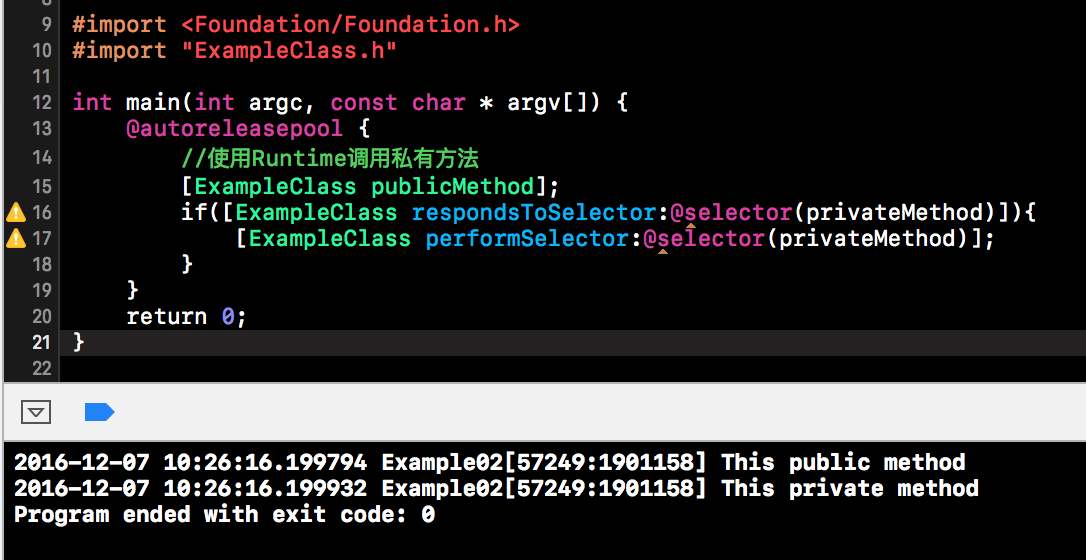 9 #import <Foundation/Foundation.h>
10 #import "ExampleClass.h"
11
12 int main(int argc, const char * argv[]) {
13     @autoreleasepool {
14         //使用Runtime调用私有方法
15         [ExampleClass publicMethod];
16         if([ExampleClass respondsToSelector:@selector(privateMethod)]){
17             [ExampleClass performSelector:@selector(privateMethod)];
18         }
19     }
20     return 0;
21 }
22
2016-12-07 10:26:16.199794 Example02[57249:1901158] This public method
2016-12-07 10:26:16.199932 Example02[57249:1901158] This private method
Program ended with exit code: 0